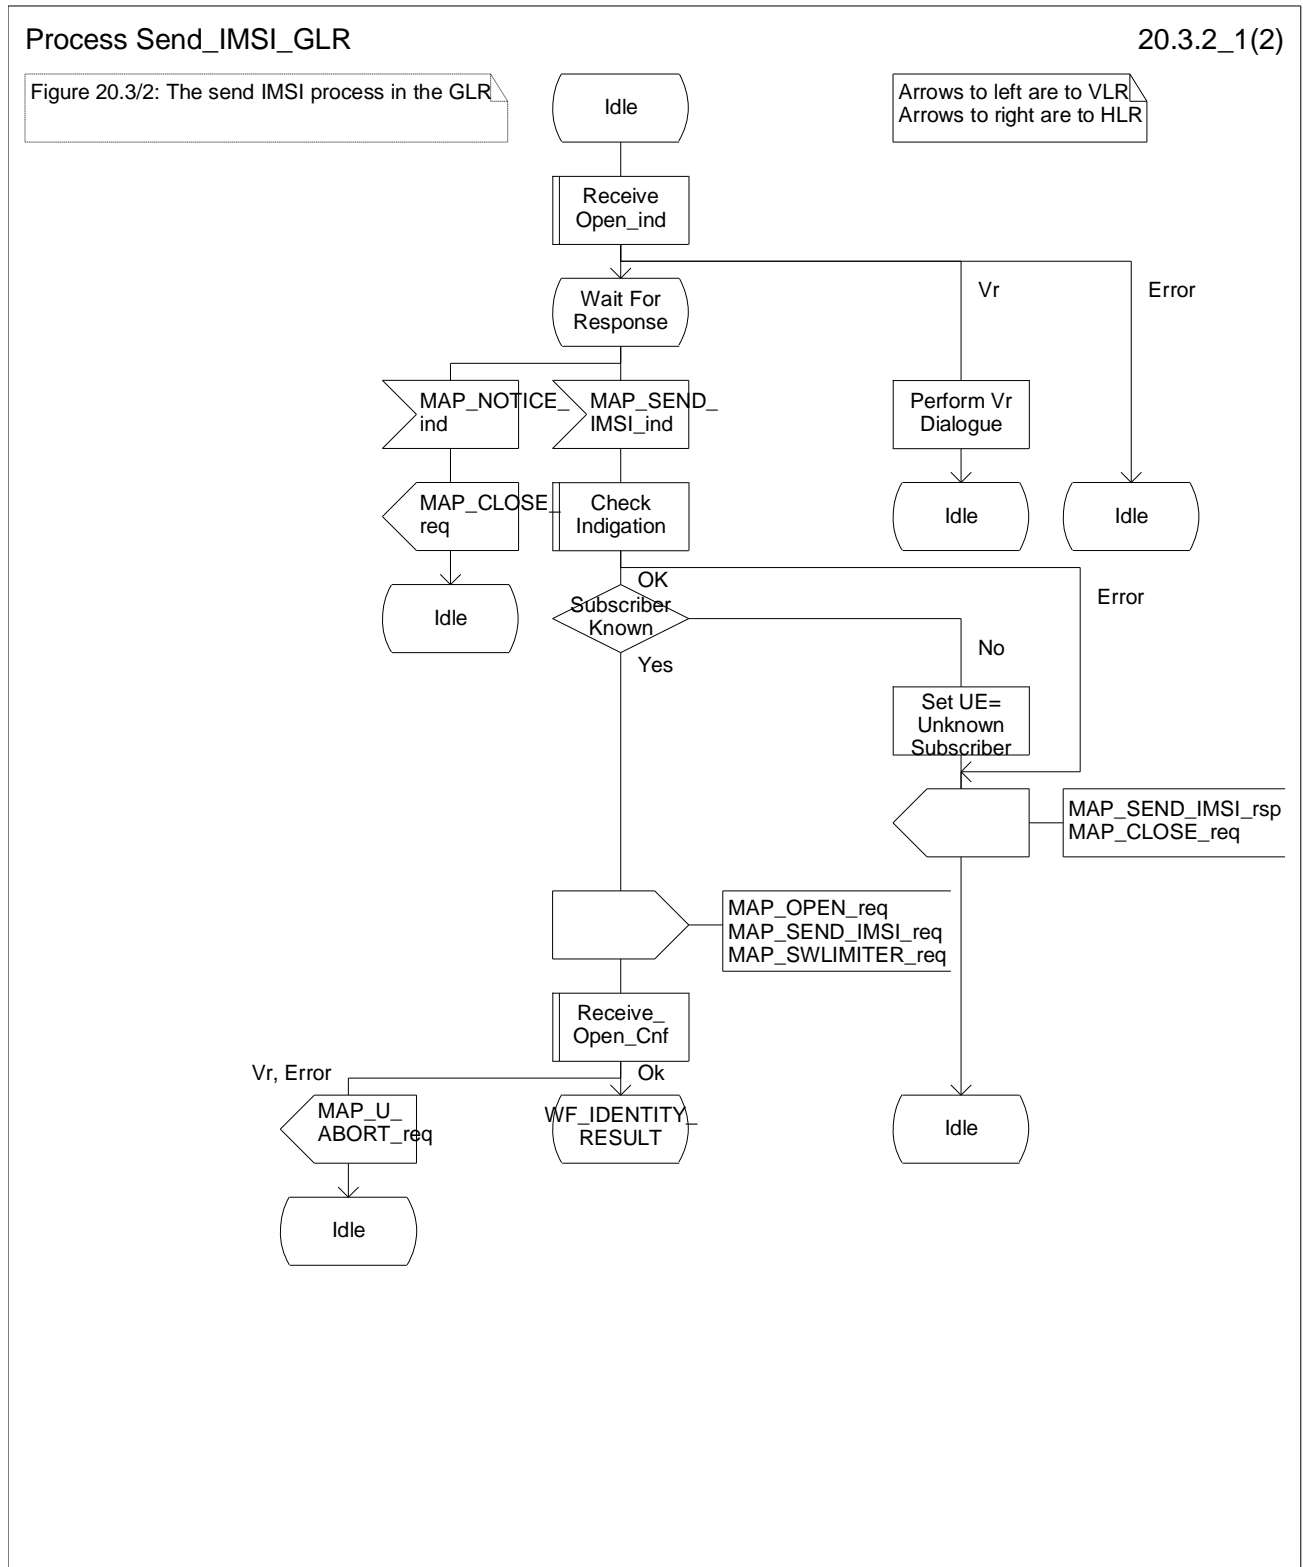 Process Send_IMSI_GLR
20.3.2_1(2)
Figure 20.3/2: The send IMSI process in the GLR
Idle
Arrows to left are to VLR
Arrows to right are to HLR
Receive
Open_ind
Vr
Error
Wait For
Response
MAP_NOTICE_
ind
MAP_SEND_
IMSI_ind
Perform Vr
Dialogue
MAP_CLOSE_
req
Check
Indigation
Idle
Idle
OK
Error
Idle
Subscriber
Known
No
Yes
Set UE=
Unknown
Subscriber
MAP_SEND_IMSI_rsp
MAP_CLOSE_req
MAP_OPEN_req
MAP_SEND_IMSI_req
MAP_SWLIMITER_req
Receive_
Open_Cnf
Vr, Error
Ok
MAP_U_
ABORT_req
WF_IDENTITY_
RESULT
Idle
Idle